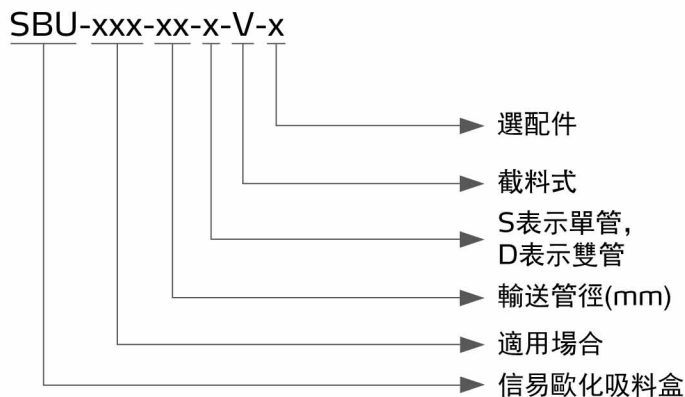 SBU-xxx-xx-x-V-x
選配件
截料式
S表示單管，
D表示雙管
輸送管徑(mm)
適用場合
信易歐化吸料盒